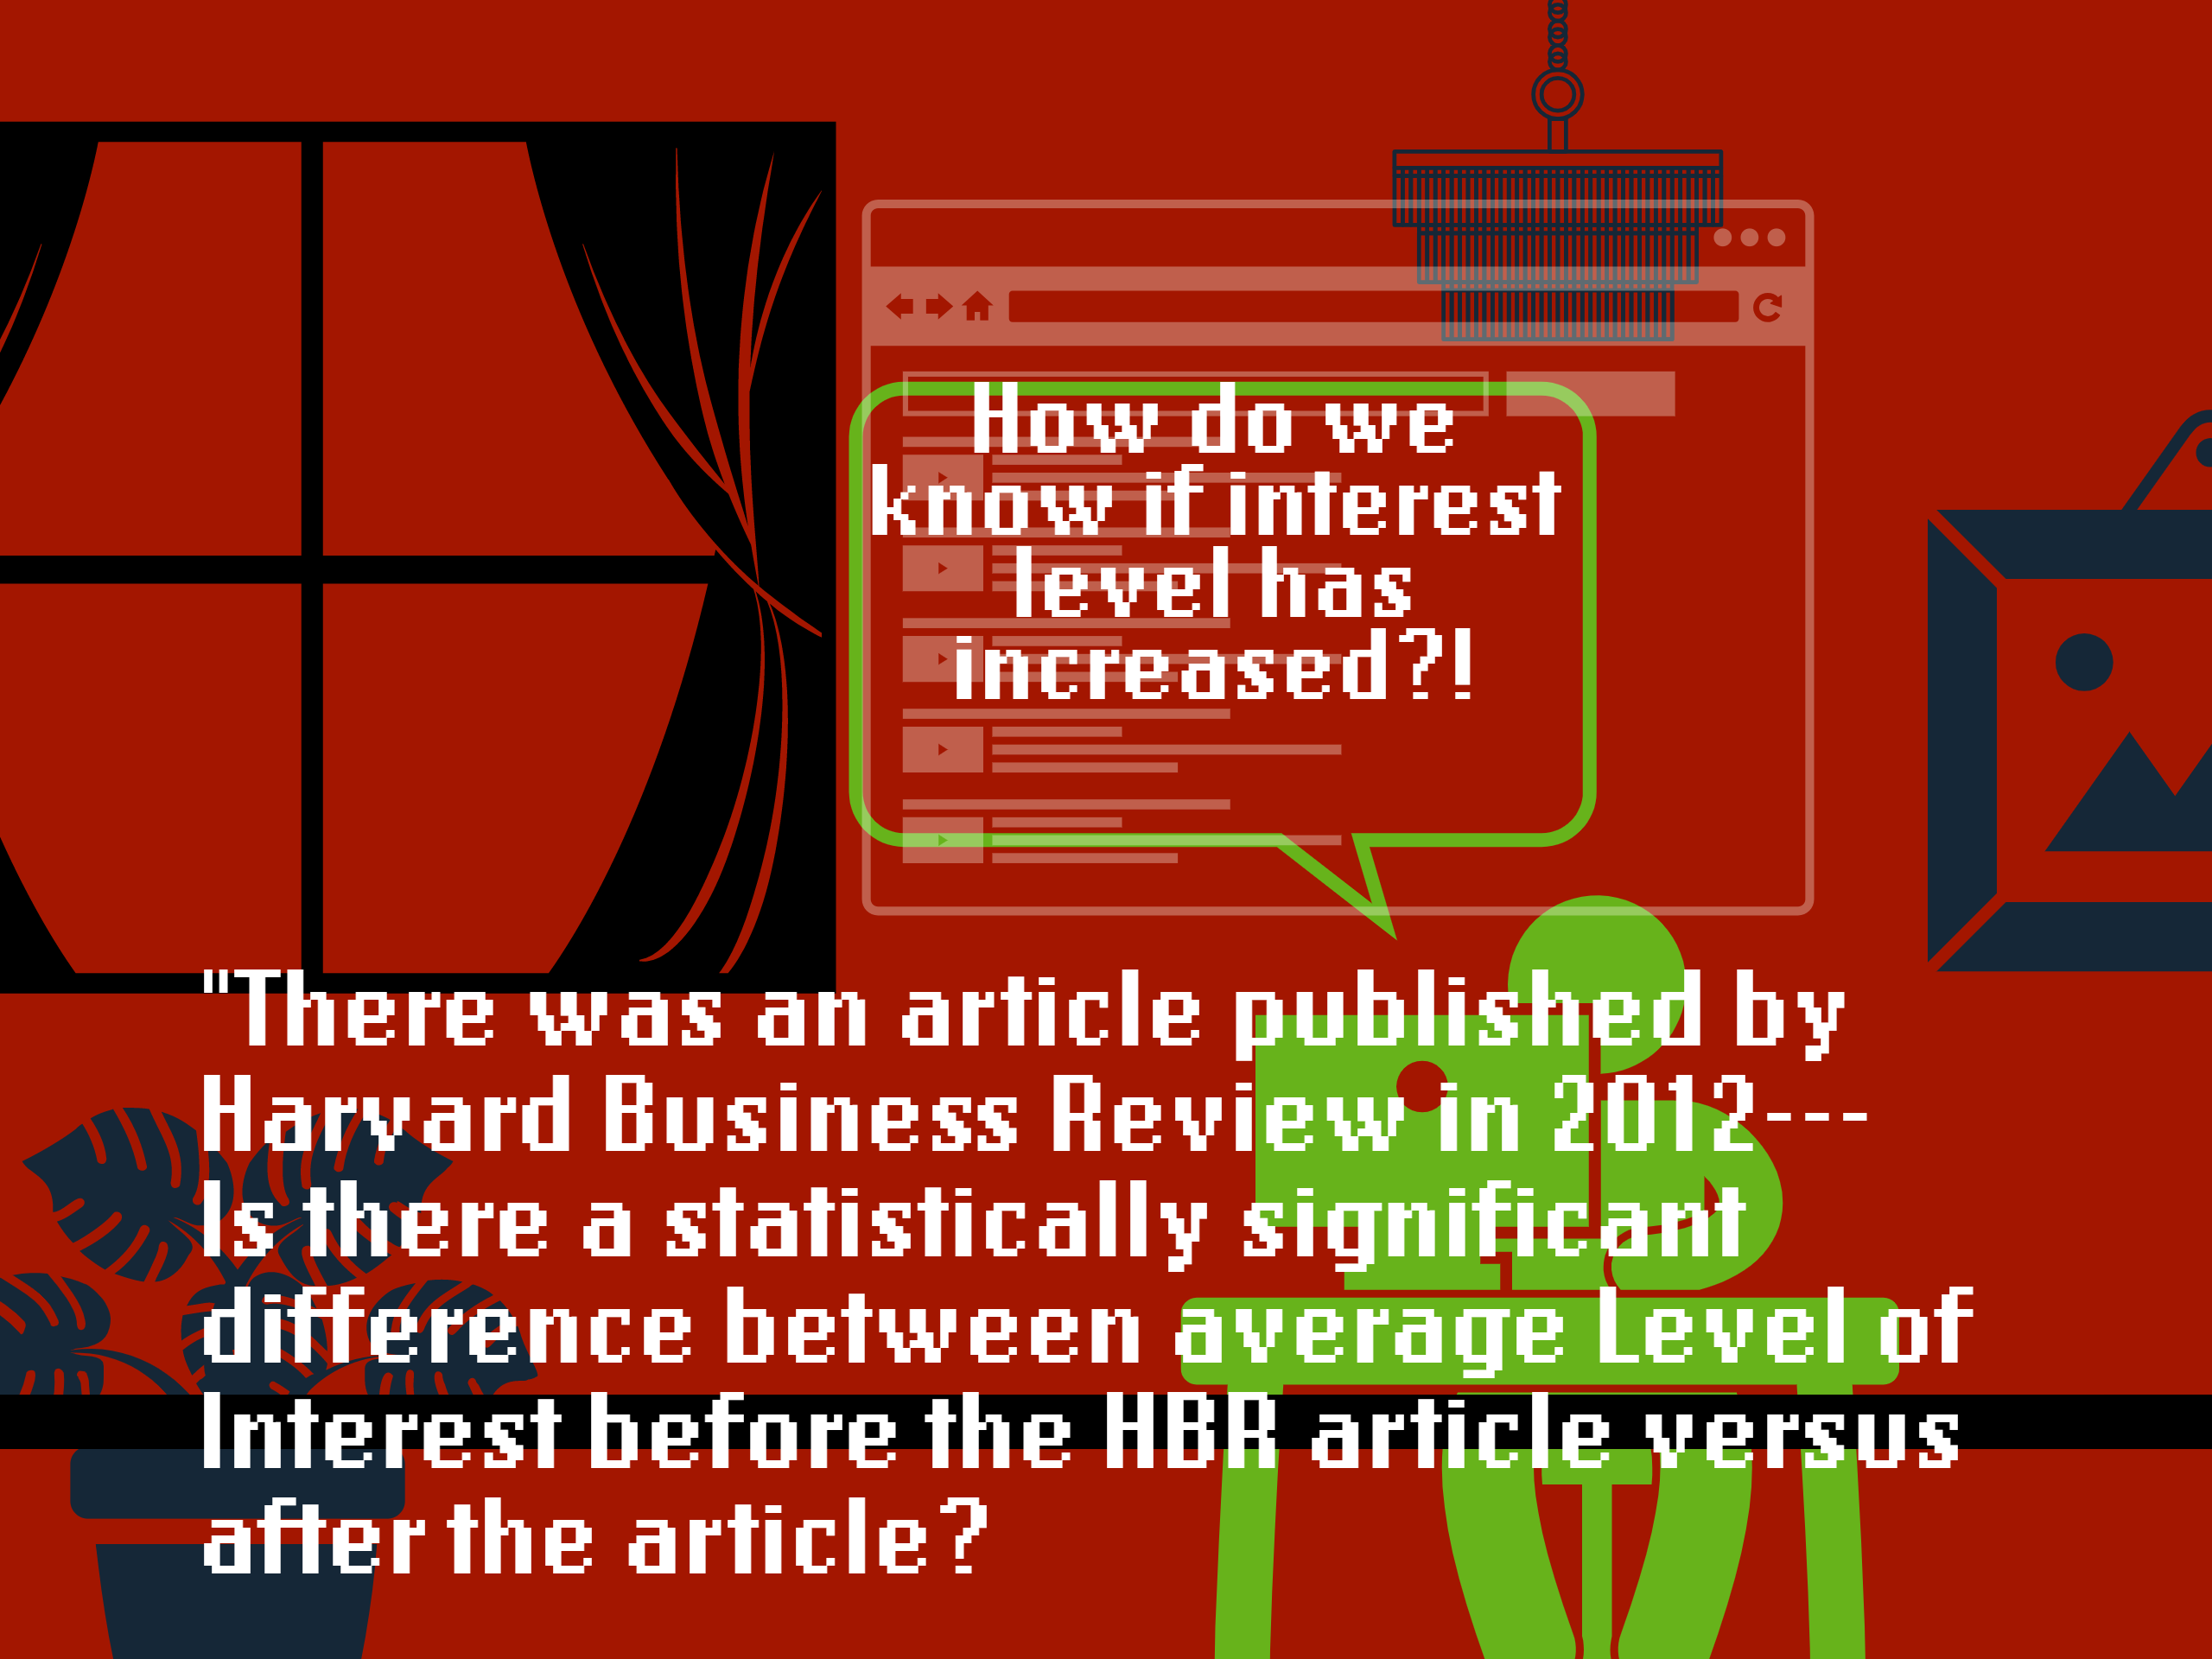 How do we
know if interest
level has
increased?!
"There was an article published by
Harvard Business Review in 2012---
Is there a statistically significant
difference between average Level of
Interest before the HBR article versus
after the article?